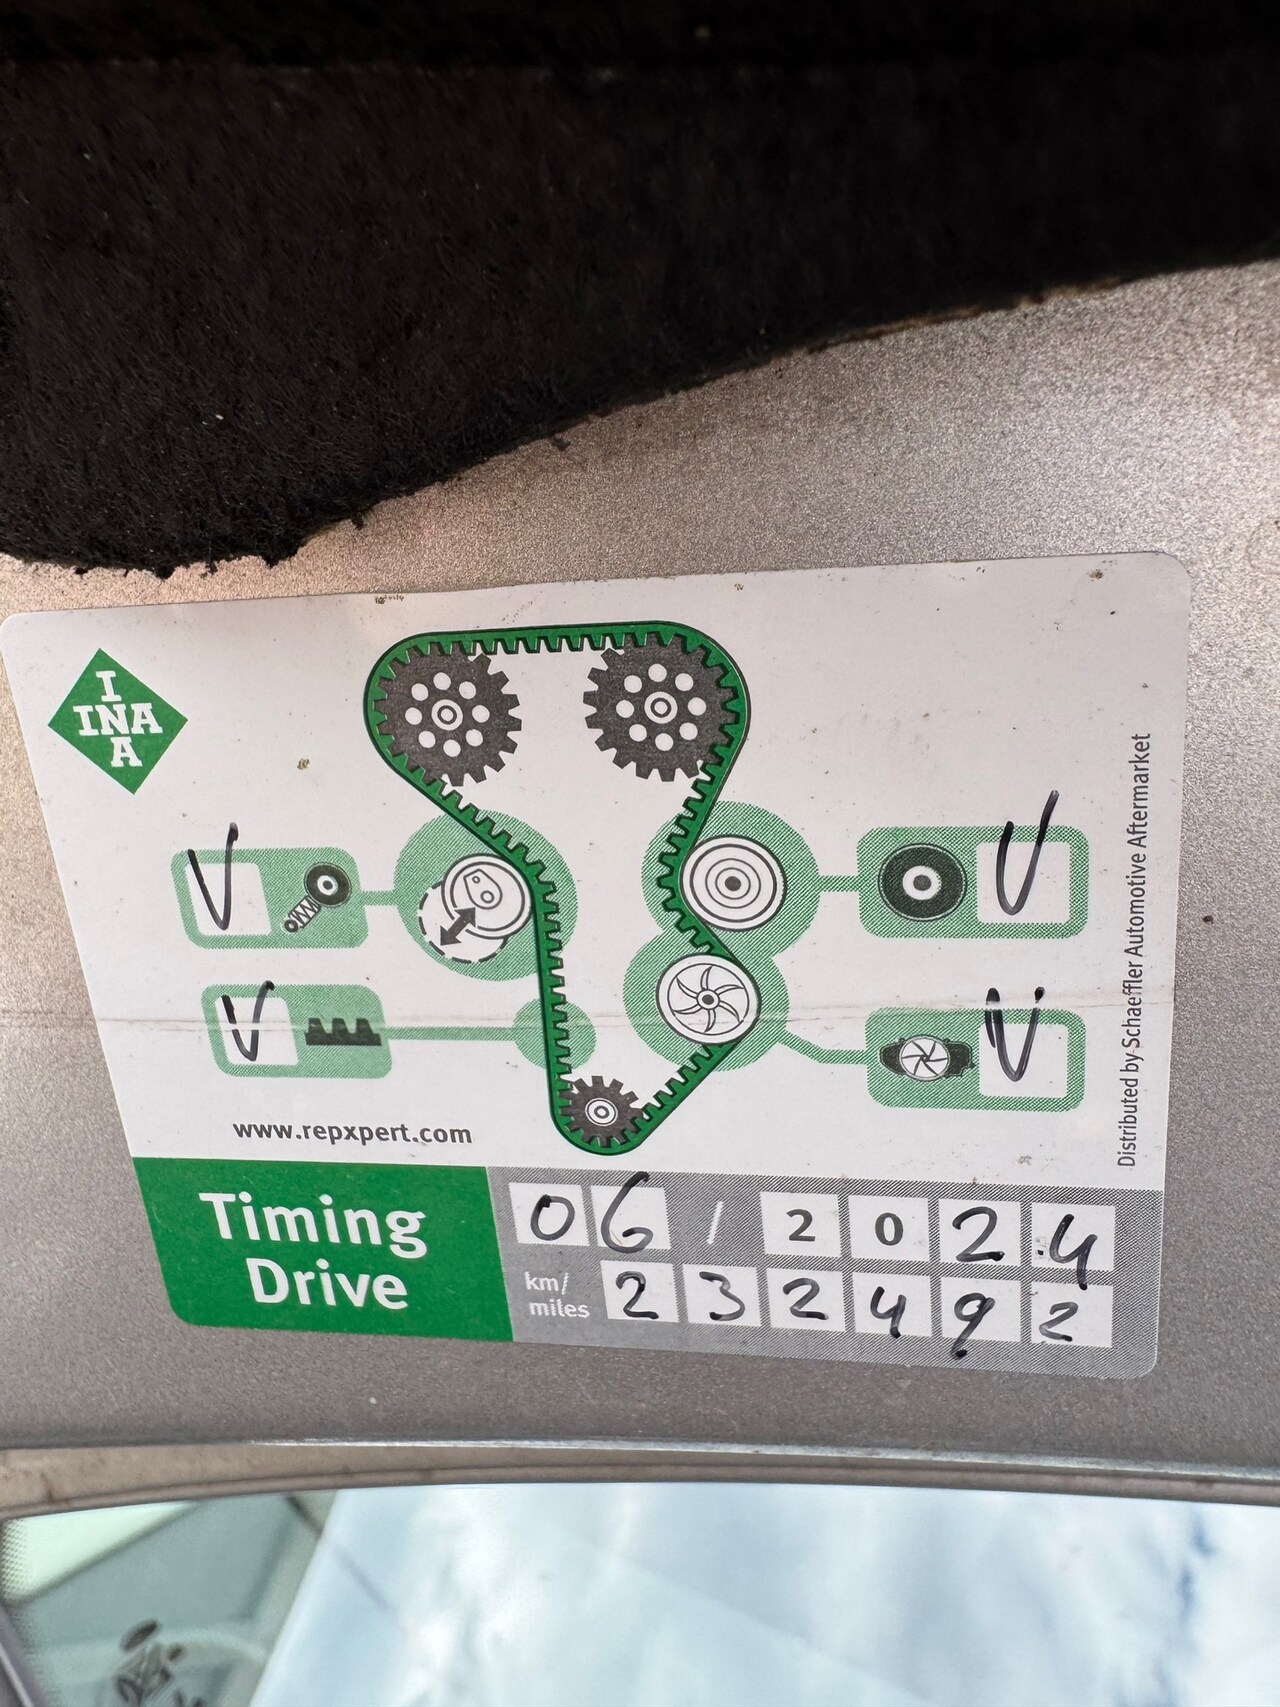 I
INA
A
www.repxpert.com
Distributed by Schaeffler Automotive Aftermarket
Timing
Drive
06 / 2024
km/
miles
232492